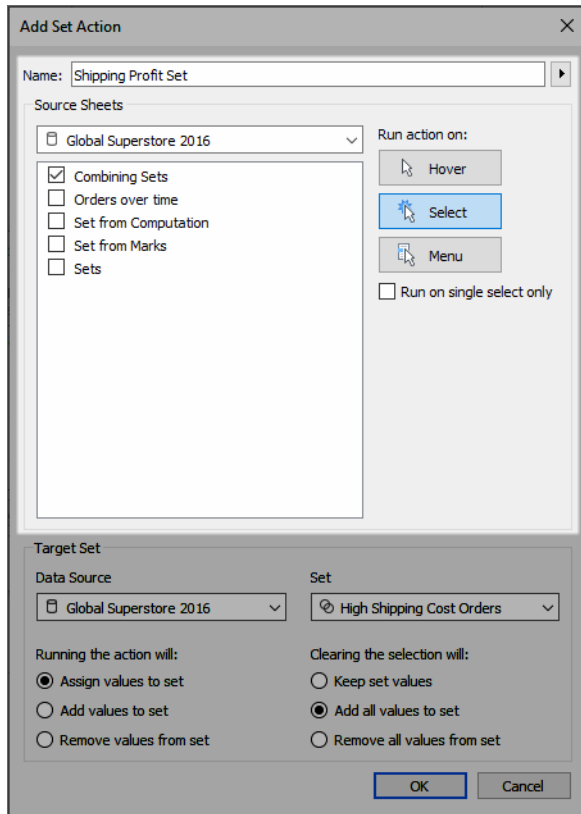 Add Set Action
Name: Shipping Profit Set
Source Sheets
Global Superstore 2016
Combining Sets
Orders over time
Set from Computation
Set from Marks
Sets
Run action on:
Hover
Select
Menu
Run on single select only
Target Set
Data Source
Global Superstore 2016
Set
High Shipping Cost Orders
Running the action will:
Assign values to set
Add values to set
Remove values from set
Clearing the selection will:
Keep set values
Add all values to set
Remove all values from set
OK
Cancel